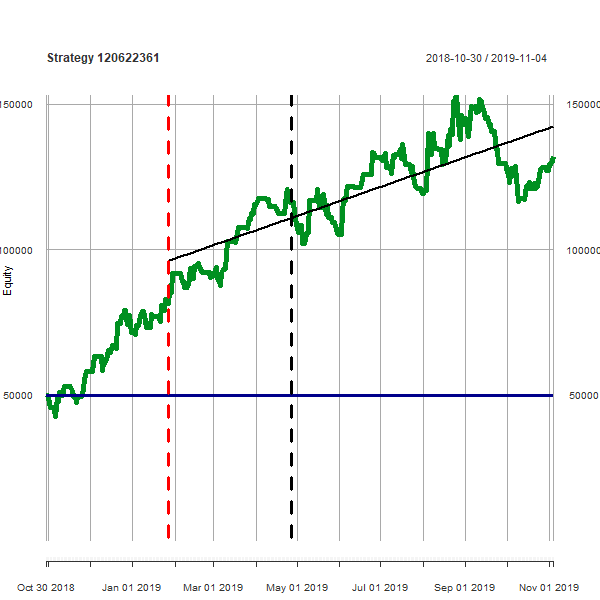 Strategy 120622361
2018-10-30 / 2019-11-04
150000
150000
100000
100000
50000
50000
Equity
Oct 30 2018
Jan 01 2019
Mar 01 2019
May 01 2019
Jul 01 2019
Sep 01 2019
Nov 01 2019